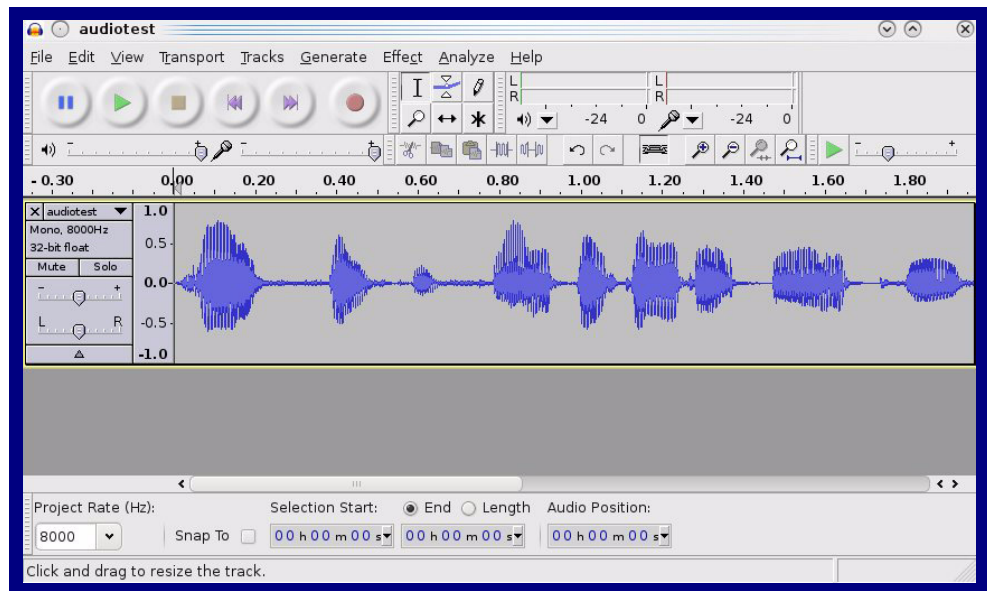 audiotest
File Edit View Transport Tracks Generate Effect Analyze Help
L R
L R
-24 0 -24 0
- 0.30 0.00 0.20 0.40 0.60 0.80 1.00 1.20 1.40 1.60 1.80
X audiotest
Mono, 8000Hz
32-bit float
Mute Solo
- +
L R
1.0
0.5
0.0
-0.5
-1.0
Project Rate (Hz): Selection Start: End Length Audio Position:
8000 Snap To 00 h 00 m 00 s 00 h 00 m 00 s 00 h 00 m 00 s
Click and drag to resize the track.